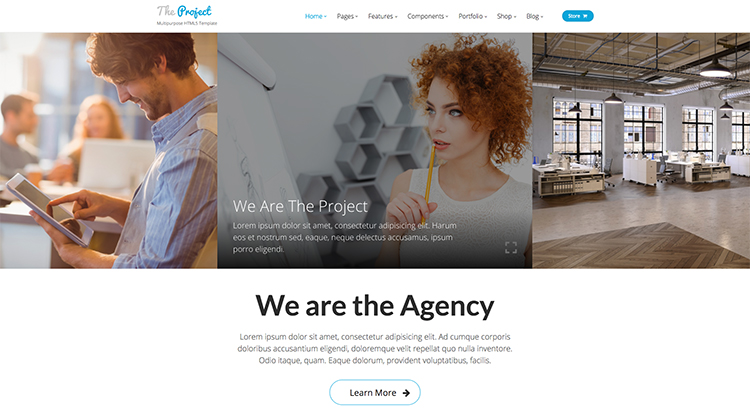 The Project
Multipurpose HTML5 Template
Home
Pages
Features
Components
Portfolio
Shop
Blog
Store
We Are The Project
Lorem ipsum dolor sit amet, consectetur adipisicing elit. Harum
eos et nostrum sed, eaque, neque delectus accusamus, ipsum
porro eligendi.
We are the Agency
Lorem ipsum dolor sit amet, consectetur adipisicing elit. Ad cumque corporis
doloribus accusantium eligendi, doloremque velit repellat quo nulla inventore.
Odio itaque, quam. Eaque dolorum, provident voluptatibus, facilis.
Learn More